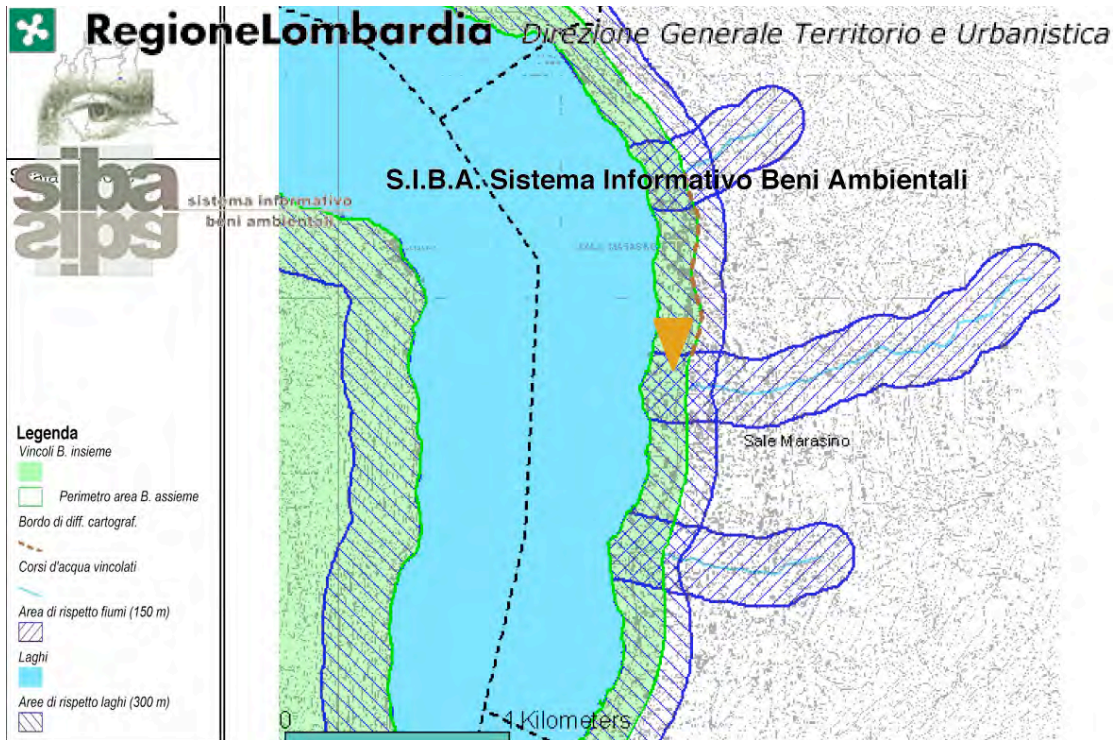 RegioneLombardia Direzione Generale Territorio e Urbanistica
siba
sistema informativo
beni ambientali
S.I.B.A. Sistema Informativo Beni Ambientali
Sale Marasino
Legenda
Vincoli B. insieme
Perimetro area B. assieme
Bordo di diff. cartograf.
Corsi d'acqua vincolati
Area di rispetto fiumi (150 m)
Laghi
Aree di rispetto laghi (300 m)
0 1 Kilometers